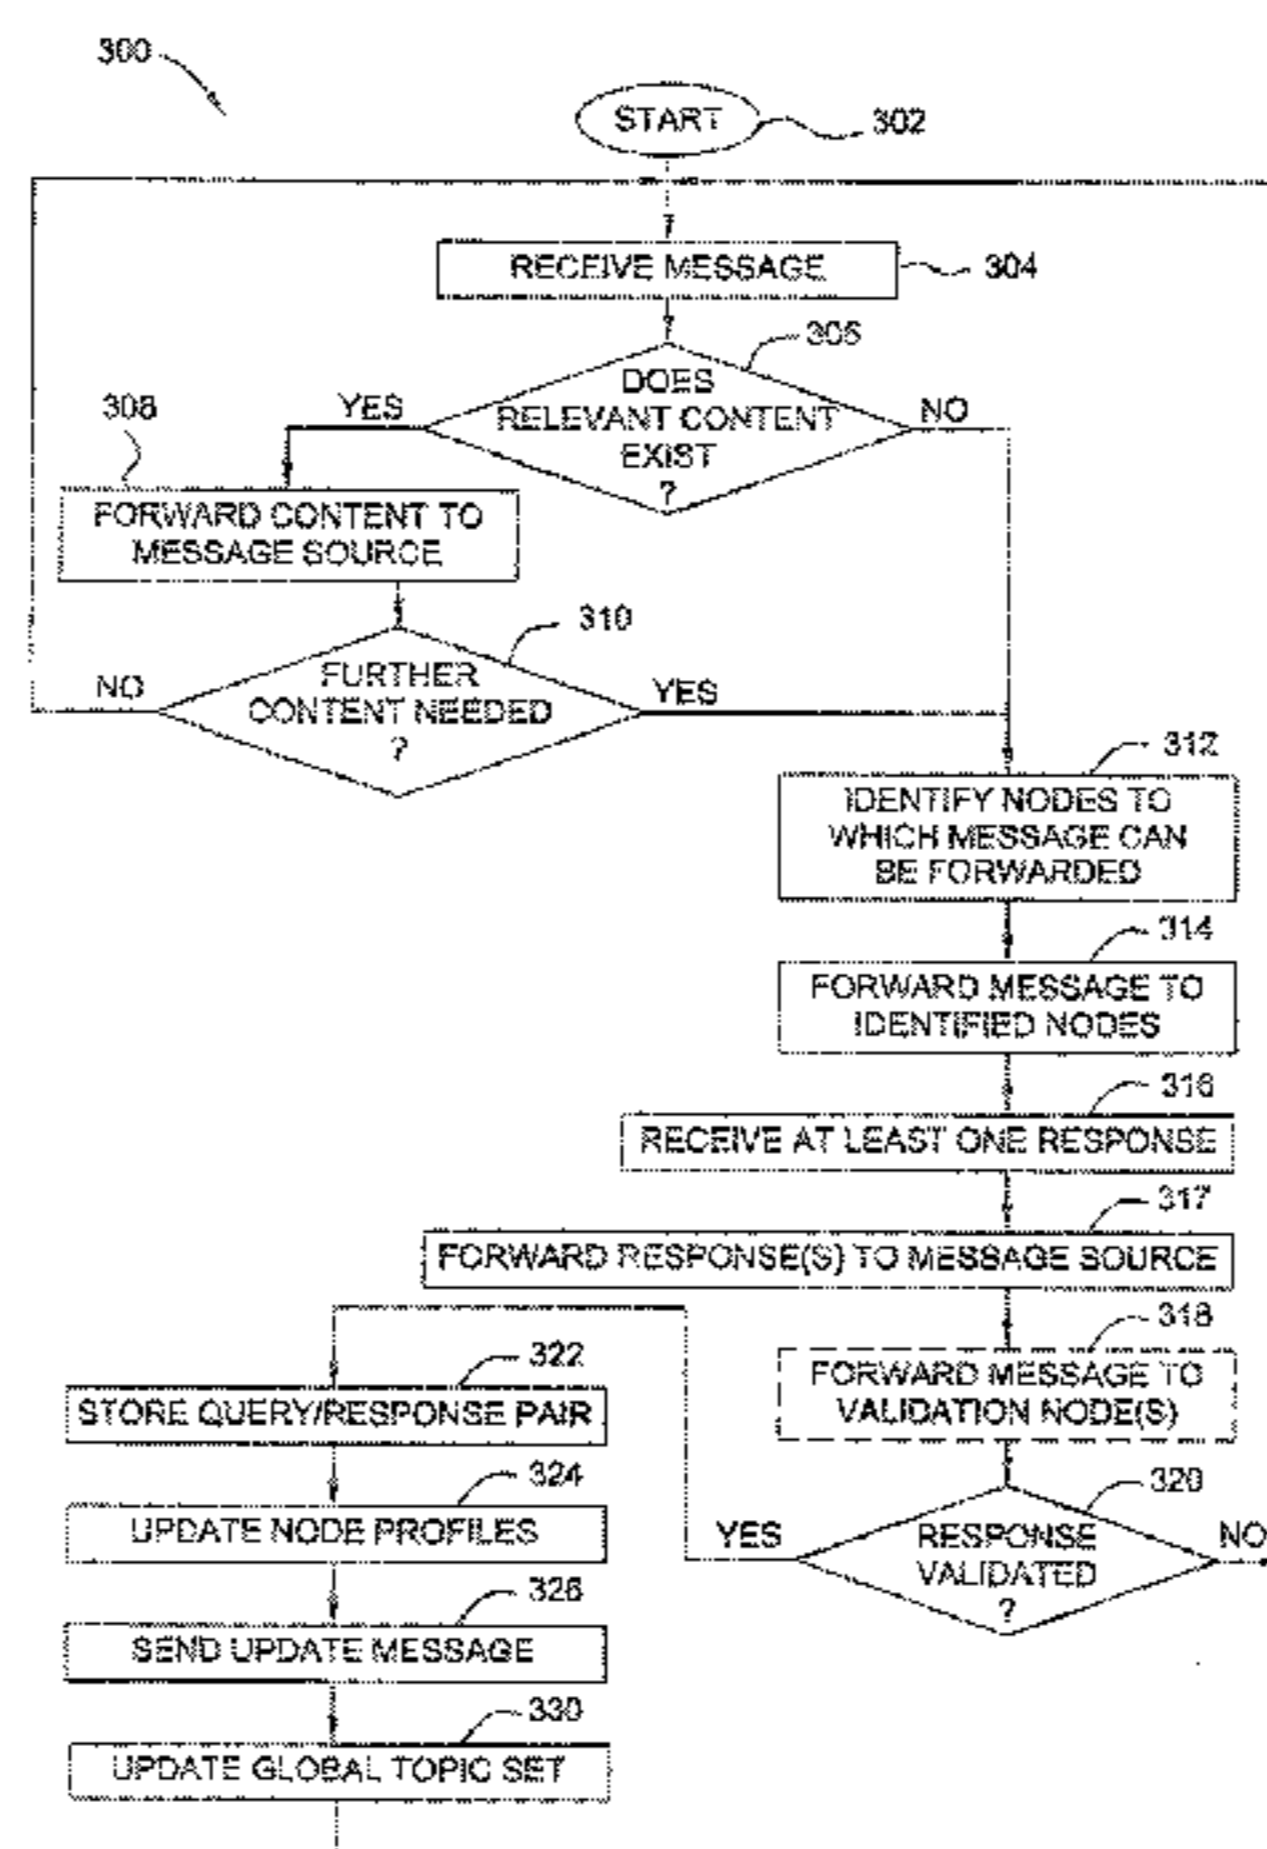 300
START
302
RECEIVE MESSAGE
304
306
DOES
RELEVANT CONTENT
EXIST
?
YES
NO
308
FORWARD CONTENT TO
MESSAGE SOURCE
310
FURTHER
CONTENT NEEDED
?
NO
YES
312
IDENTIFY NODES TO
WHICH MESSAGE CAN
BE FORWARDED
314
FORWARD MESSAGE TO
IDENTIFIED NODES
316
RECEIVE AT LEAST ONE RESPONSE
317
FORWARD RESPONSE(S) TO MESSAGE SOURCE
318
FORWARD MESSAGE TO
VALIDATION NODE(S)
320
RESPONSE
VALIDATED
?
YES
NO
322
STORE QUERY/RESPONSE PAIR
324
UPDATE NODE PROFILES
326
SEND UPDATE MESSAGE
330
UPDATE GLOBAL TOPIC SET